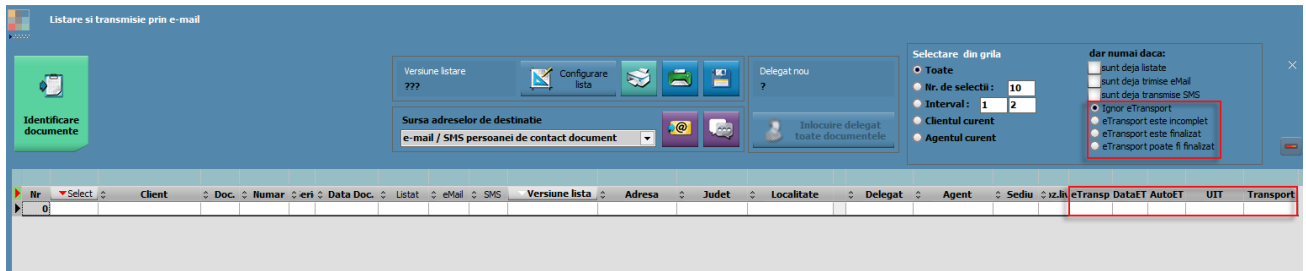 Listare si transmisie prin e-mail
Identificare
documente
Versiune listare
???
Configurare
lista
Sursa adreselor de destinatie
e-mail / SMS persoanei de contact document
Delegat nou
?
Inlocuire delegat
toate documentele
Selectare din grila
Toate
Nr. de selectii : 10
Interval : 1 2
Clientul curent
Agentul curent
dar numai daca:
sunt deja listate
sunt deja trimise eMail
sunt deja transmise SMS
Ignor eTransport
eTransport este incomplet
eTransport este finalizat
eTransport poate fi finalizat
Nr Select Client Doc. Numar eri Data Doc. Listat eMail SMS Versiune lista Adresa Judet Localitate Delegat Agent Sediu oz.liv eTransp DataET AutoET UIT Transport
0